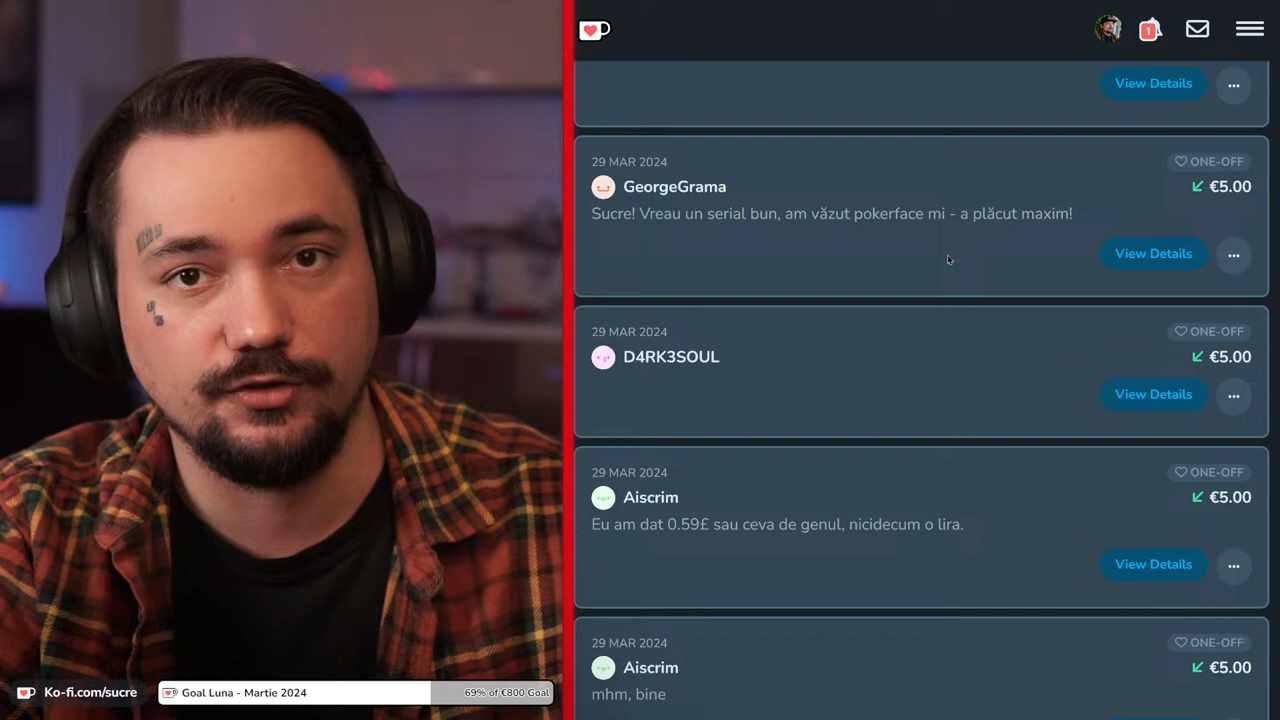 1
View Details
29 MAR 2024
ONE-OFF
GeorgeGrama
€5.00
Sucre! Vreau un serial bun, am văzut pokerface mi - a plăcut maxim!
View Details
29 MAR 2024
ONE-OFF
D4RK3SOUL
€5.00
View Details
29 MAR 2024
ONE-OFF
Aiscrim
€5.00
Eu am dat 0.59£ sau ceva de genul, nicidecum o lira.
View Details
29 MAR 2024
ONE-OFF
Aiscrim
€5.00
mhm, bine
Ko-fi.com/sucre
Goal Luna - Martie 2024
69% of €800 Goal